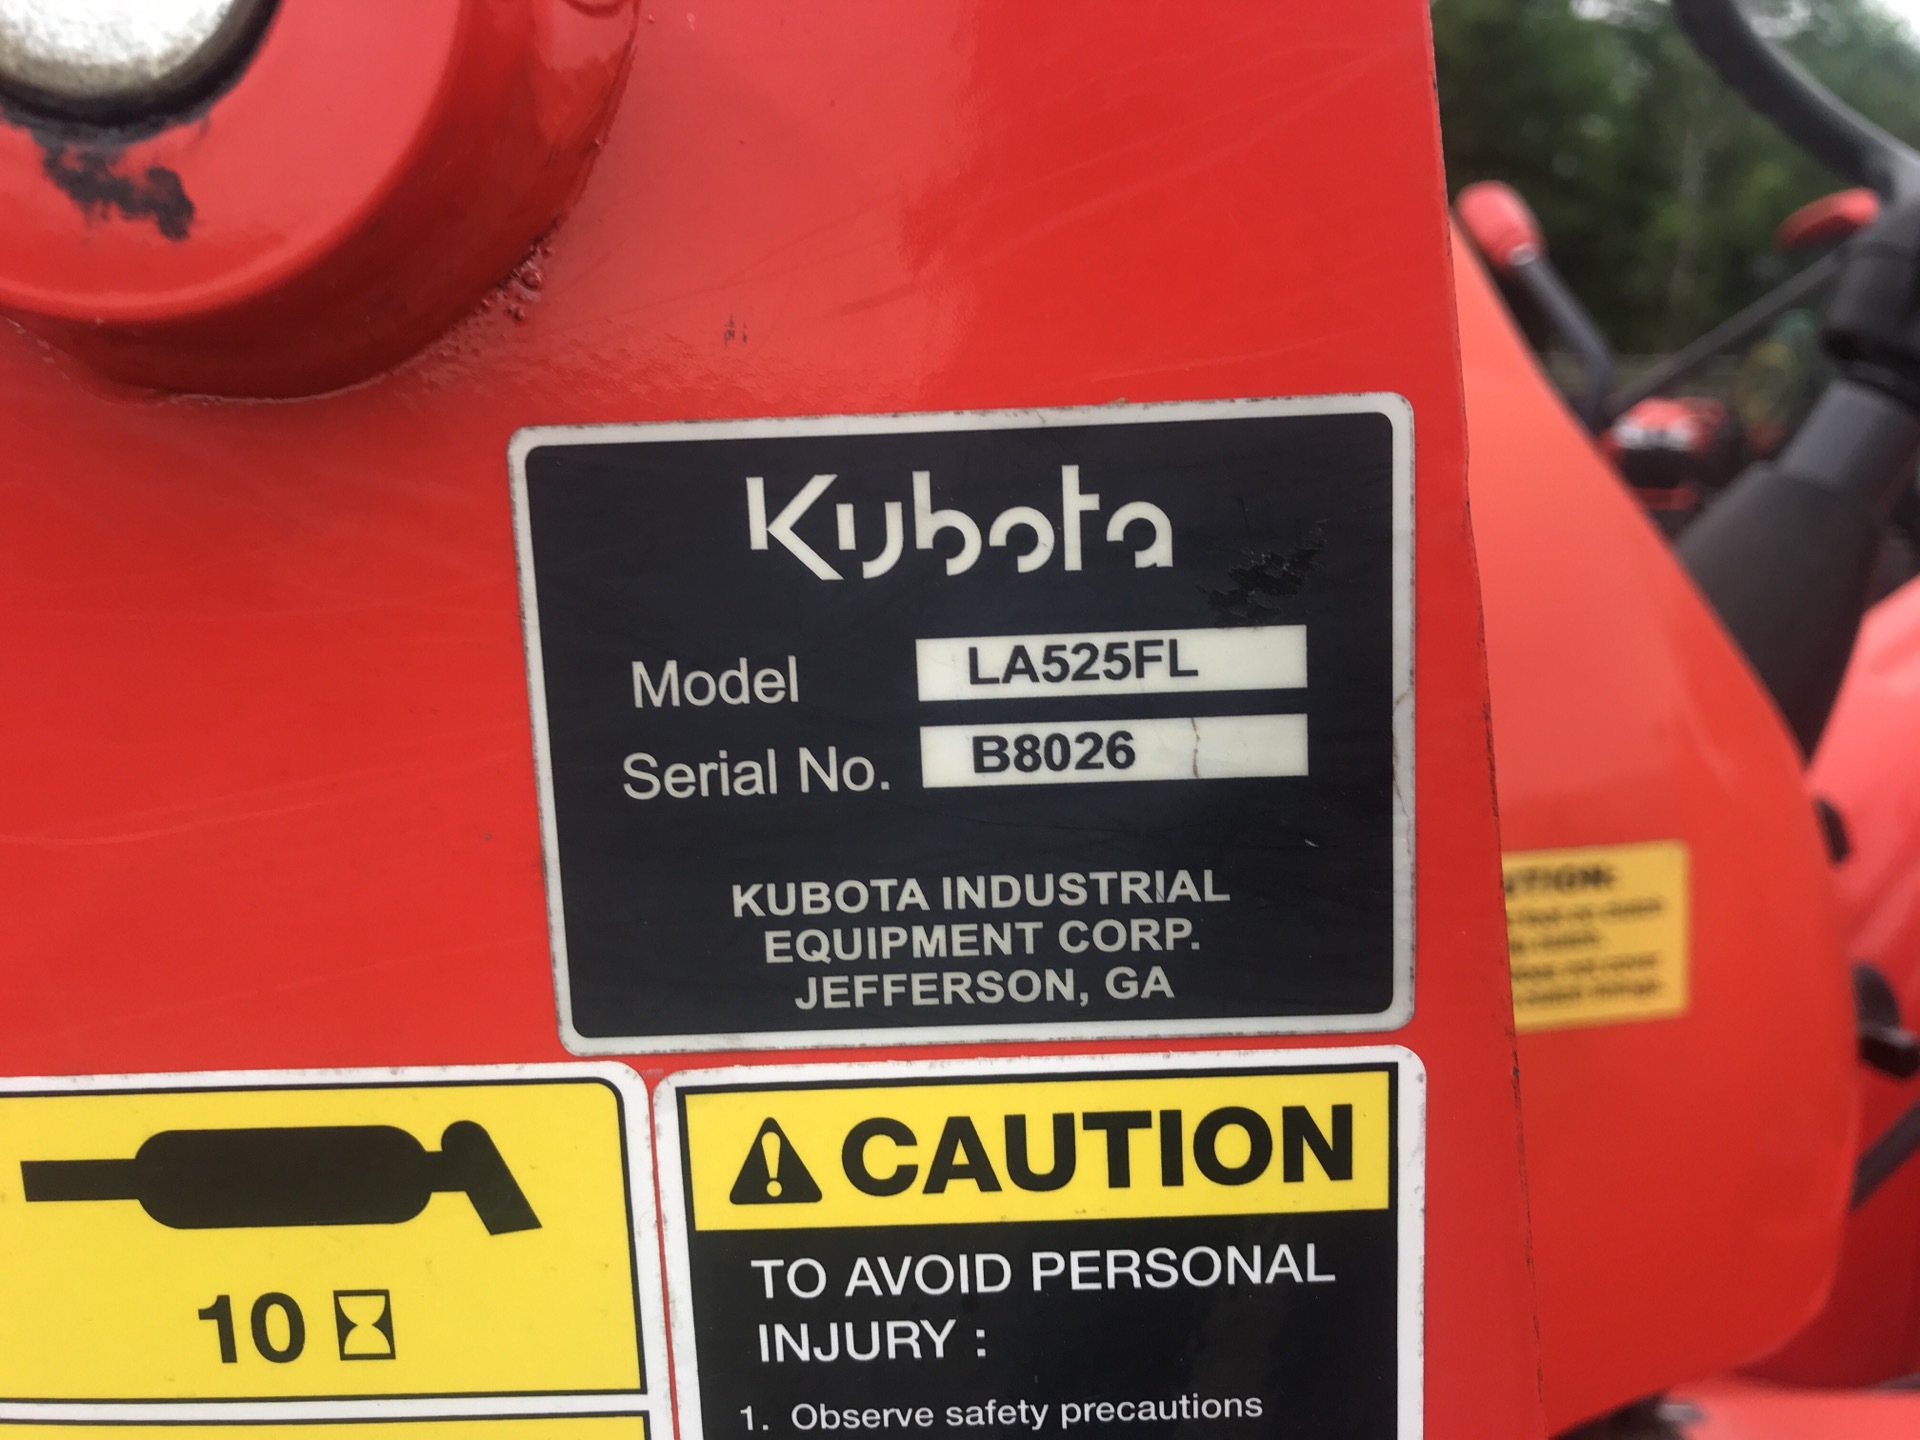 Kubota
Model LA525FL
Serial No. B8026
KUBOTA INDUSTRIAL
EQUIPMENT CORP.
JEFFERSON, GA
10
CAUTION
TO AVOID PERSONAL
INJURY :
1. Observe safety precautions